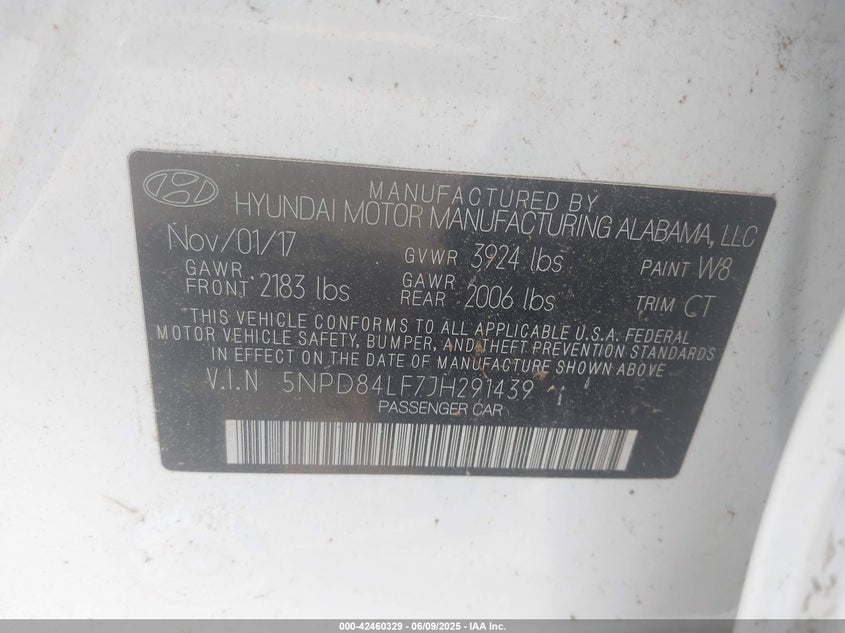 MANUFACTURED BY
HYUNDAI MOTOR MANUFACTURING ALABAMA, LLC
Nov/01/17 GVWR 3924 lbs PAINT W8
GAWR FRONT 2183 lbs GAWR REAR 2006 lbs TRIM CT
THIS VEHICLE CONFORMS TO ALL APPLICABLE U.S.A. FEDERAL
MOTOR VEHICLE SAFETY, BUMPER, AND THEFT PREVENTION STANDARDS
IN EFFECT ON THE DATE OF MANUFACTURE SHOWN ABOVE
V.I.N 5NPD84LF7JH291439
PASSENGER CAR
000-42460329 | 06/09/2025 - IAA Inc.